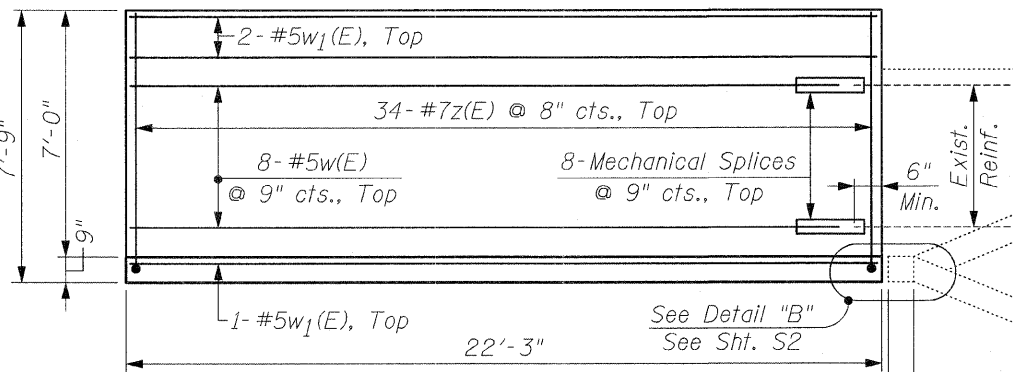 2-#5w1(E), Top
7'-9"
7'-0"
34-#7z(E) @ 8" cts., Top
8-#5w(E)
@ 9" cts., Top
8-Mechanical Splices
@ 9" cts., Top
6"
Min.
Exist.
Reinf.
9"
1-#5w1(E), Top
See Detail "B"
See Sht. S2
22'-3"